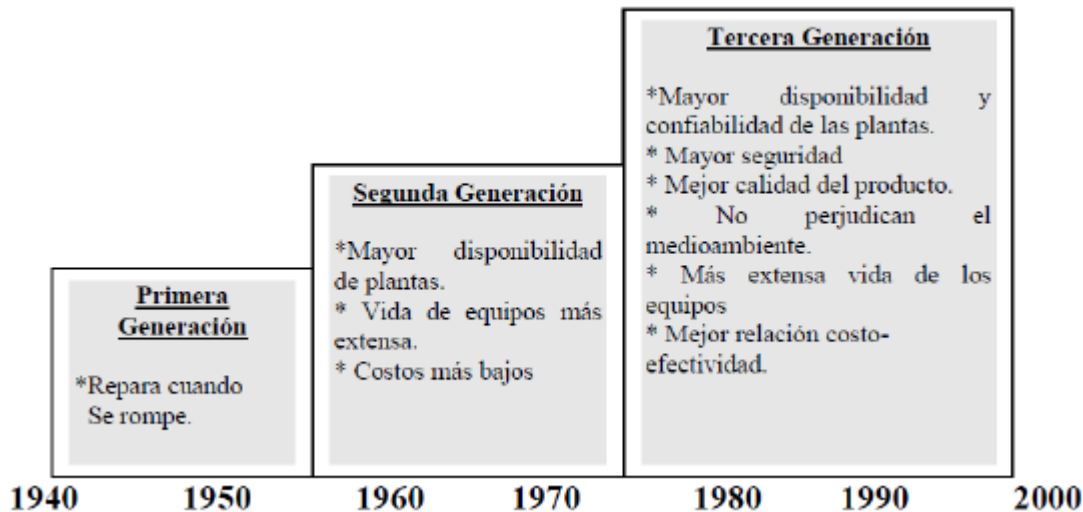 Primera
Generación
*Repara cuando
Se rompe.
Segunda Generación
*Mayor disponibilidad
de plantas.
* Vida de equipos más
extensa.
* Costos más bajos
Tercera Generación
*Mayor disponibilidad y
confiabilidad de las plantas.
* Mayor seguridad
* Mejor calidad del producto.
* No perjudican el
medioambiente.
* Más extensa vida de los
equipos
* Mejor relación costo-
efectividad.
1940 1950 1960 1970 1980 1990 2000